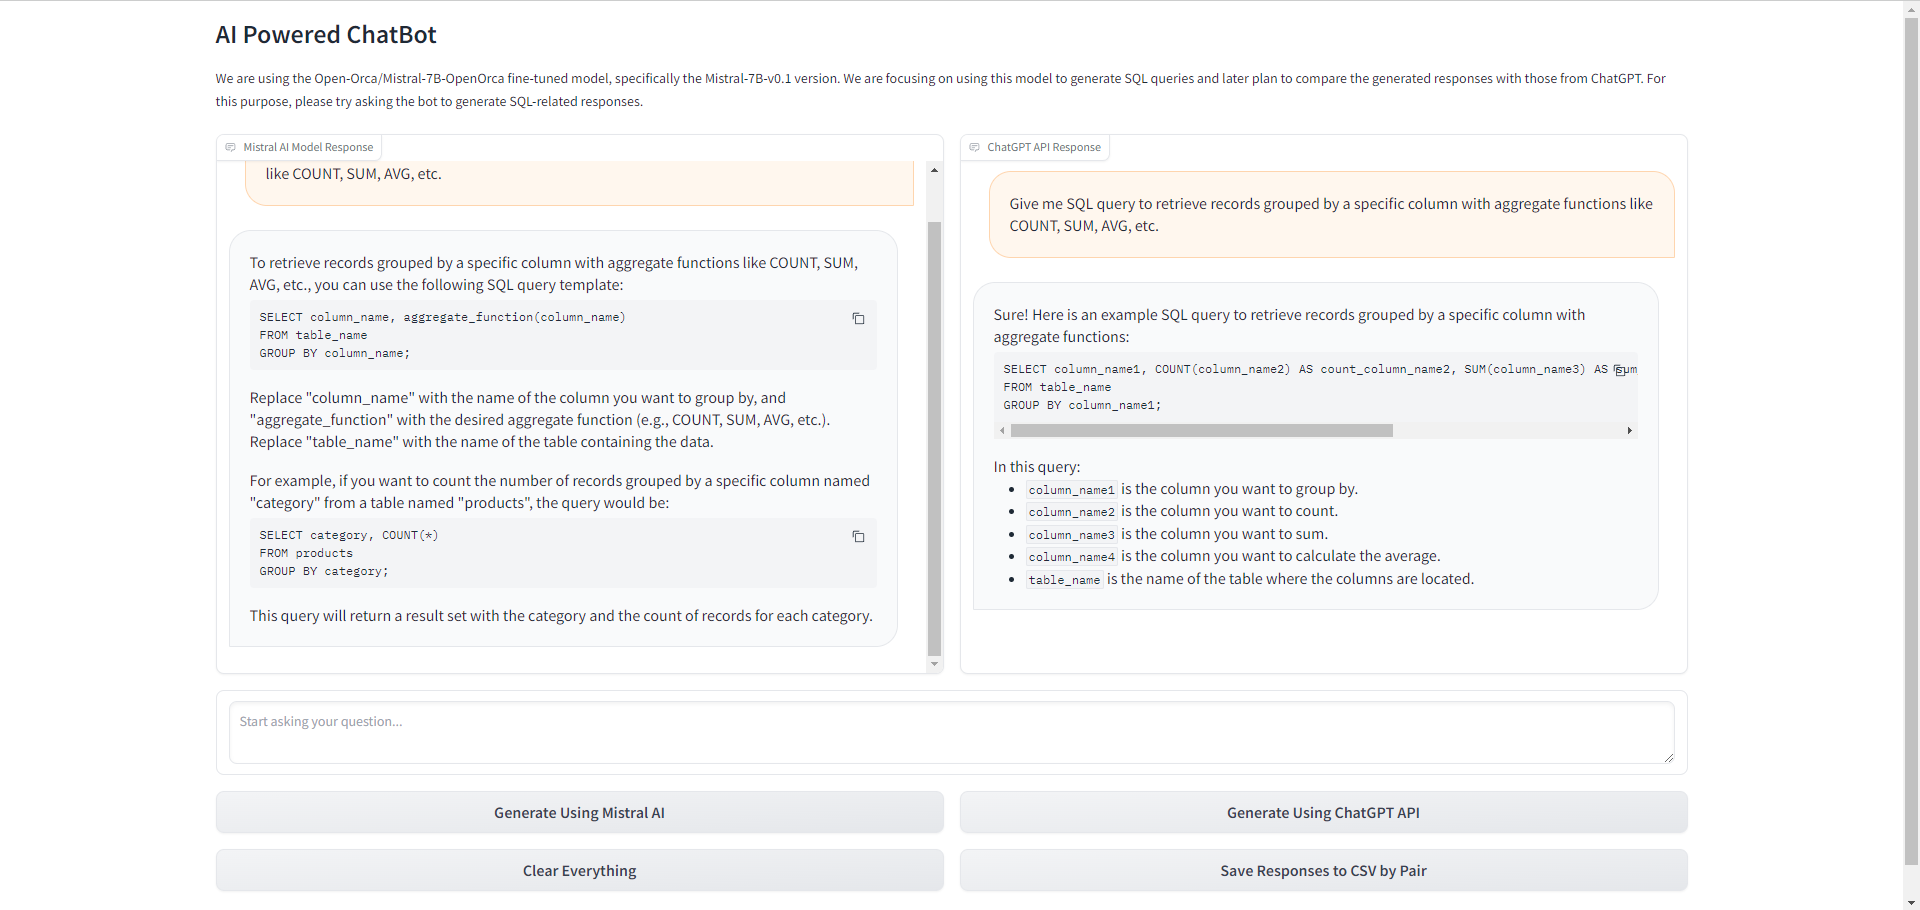 AI Powered ChatBot
We are using the Open-Orca/Mistral-7B-OpenOrca fine-tuned model, specifically the Mistral-7B-v0.1 version. We are focusing on using this model to generate SQL queries and later plan to compare the generated responses with those from ChatGPT. For
this purpose, please try asking the bot to generate SQL-related responses.
Mistral AI Model Response
like COUNT, SUM, AVG, etc.
To retrieve records grouped by a specific column with aggregate functions like COUNT, SUM,
AVG, etc., you can use the following SQL query template:
SELECT column_name, aggregate_function(column_name)
FROM table_name
GROUP BY column_name;
Replace "column_name" with the name of the column you want to group by, and
"aggregate_function" with the desired aggregate function (e.g., COUNT, SUM, AVG, etc.).
Replace "table_name" with the name of the table containing the data.
For example, if you want to count the number of records grouped by a specific column named
"category" from a table named "products", the query would be:
SELECT category, COUNT(*)
FROM products
GROUP BY category;
This query will return a result set with the category and the count of records for each category.
ChatGPT API Response
Give me SQL query to retrieve records grouped by a specific column with aggregate functions like
COUNT, SUM, AVG, etc.
Sure! Here is an example SQL query to retrieve records grouped by a specific column with
aggregate functions:
SELECT column_name1, COUNT(column_name2) AS count_column_name2, SUM(column_name3) AS sum
FROM table_name
GROUP BY column_name1;
In this query:
column_name1 is the column you want to group by.
column_name2 is the column you want to count.
column_name3 is the column you want to sum.
column_name4 is the column you want to calculate the average.
table_name is the name of the table where the columns are located.
Start asking your question...
Generate Using Mistral AI
Generate Using ChatGPT API
Clear Everything
Save Responses to CSV by Pair